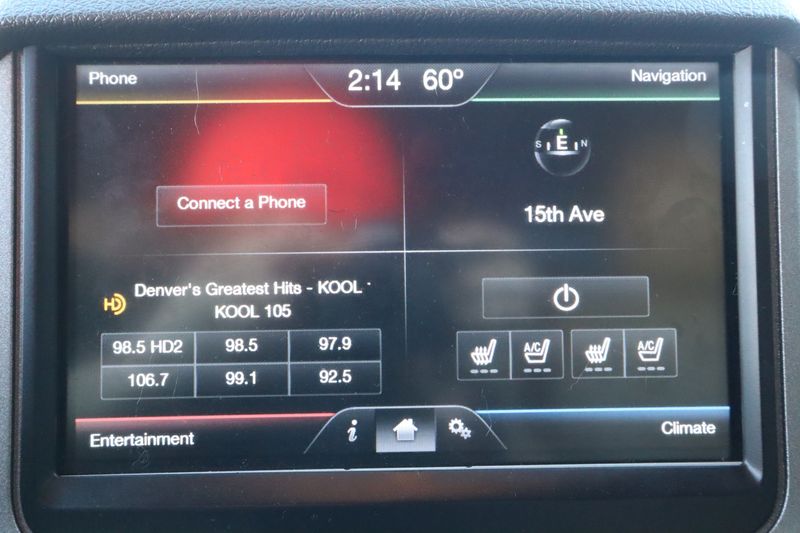 Phone
2:14 60°
Navigation
S E N
Connect a Phone
15th Ave
HD
Denver's Greatest Hits - KOOL
KOOL 105
98.5 HD2 98.5 97.9
106.7 99.1 92.5
A/C A/C
Entertainment
i
Climate